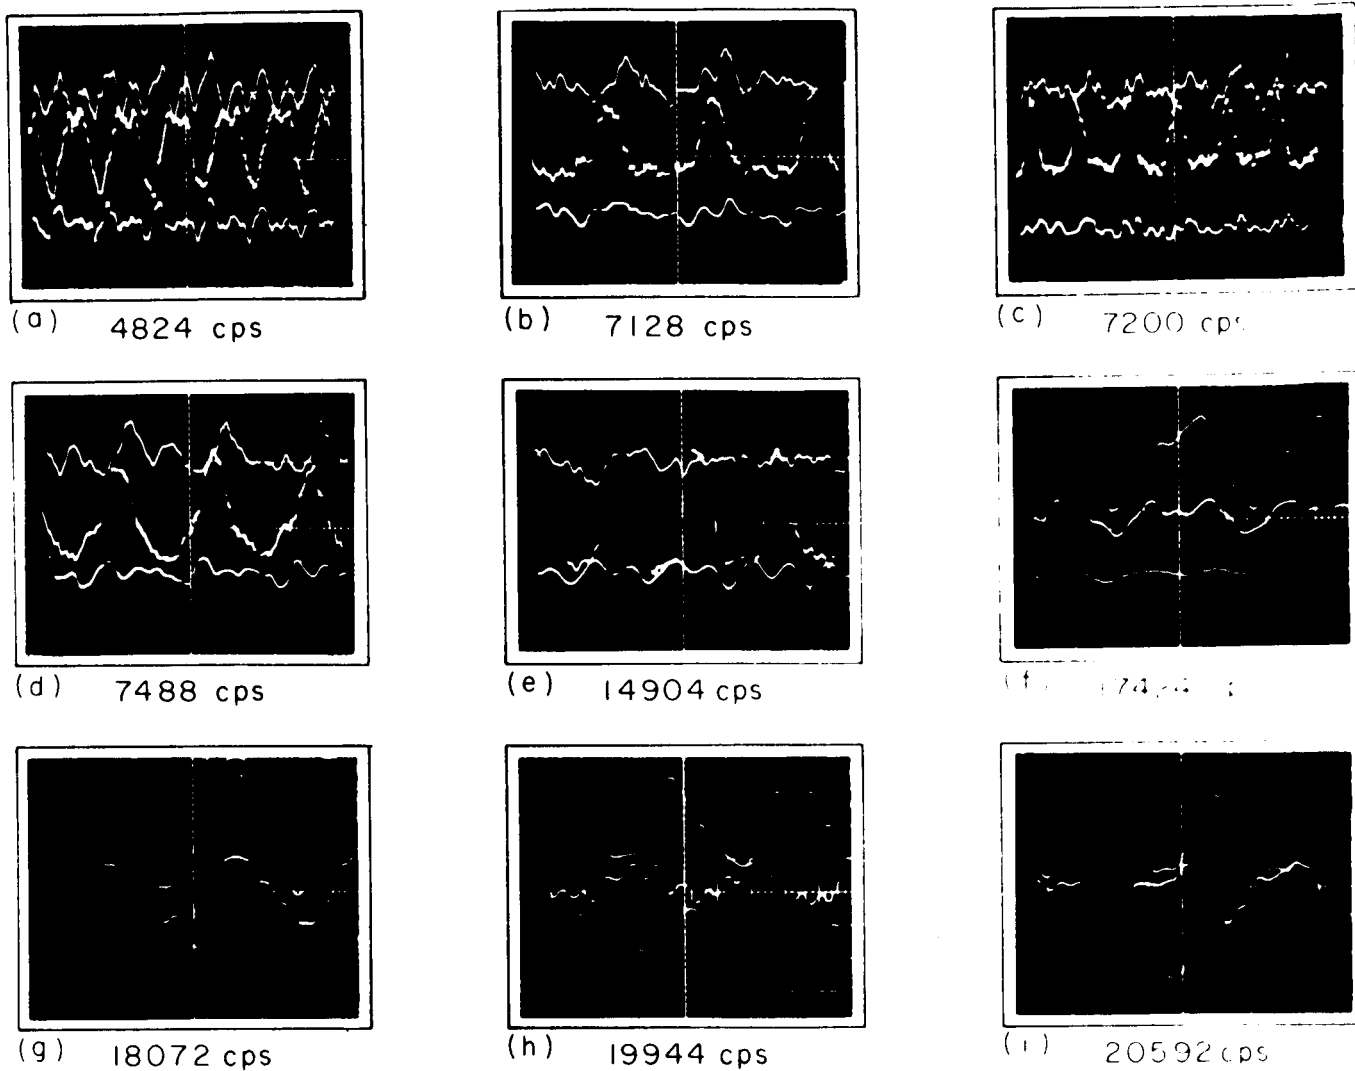 (a) 4824 cps
(b) 7128 cps
(c) 7200 cps
(d) 7488 cps
(e) 14904 cps
(f)
(g) 18072 cps
(h) 19944 cps
(i) 20592 cps